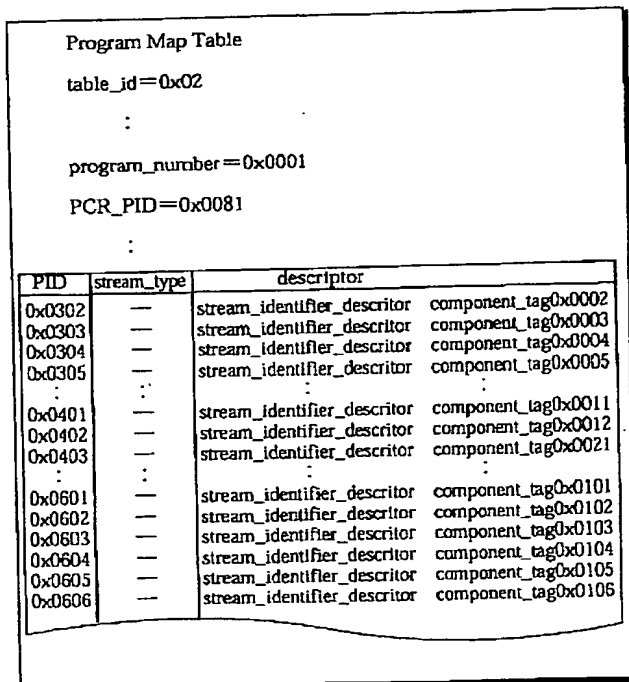 Program Map Table
table_id=0x02
:
program_number=0x0001
PCR_PID=0x0081
:
PID stream_type descriptor
0x0302 — stream_identifier_descritor component_tag0x0002
0x0303 — stream_identifier_descritor component_tag0x0003
0x0304 — stream_identifier_descritor component_tag0x0004
0x0305 — stream_identifier_descritor component_tag0x0005
: : : :
0x0401 — stream_identifier_descritor component_tag0x0011
0x0402 — stream_identifier_descritor component_tag0x0012
0x0403 — stream_identifier_descritor component_tag0x0021
: : : :
0x0601 — stream_identifier_descritor component_tag0x0101
0x0602 — stream_identifier_descritor component_tag0x0102
0x0603 — stream_identifier_descritor component_tag0x0103
0x0604 — stream_identifier_descritor component_tag0x0104
0x0605 — stream_identifier_descritor component_tag0x0105
0x0606 — stream_identifier_descritor component_tag0x0106